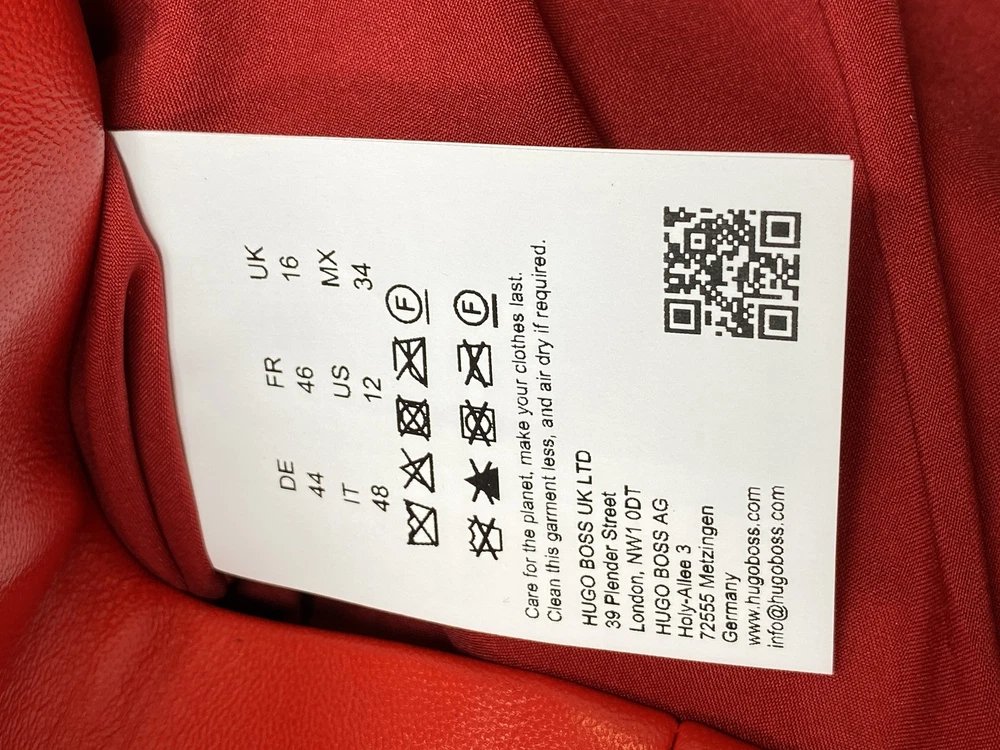 DE FR UK
44 46 16
IT US MX
48 12 34
F
F
Care for the planet, make your clothes last.
Clean this garment less, and air dry if required.
HUGO BOSS UK LTD
39 Plender Street
London, NW1 0DT
HUGO BOSS AG
Holy-Allee 3
72555 Metzingen
Germany
www.hugoboss.com
info@hugoboss.com